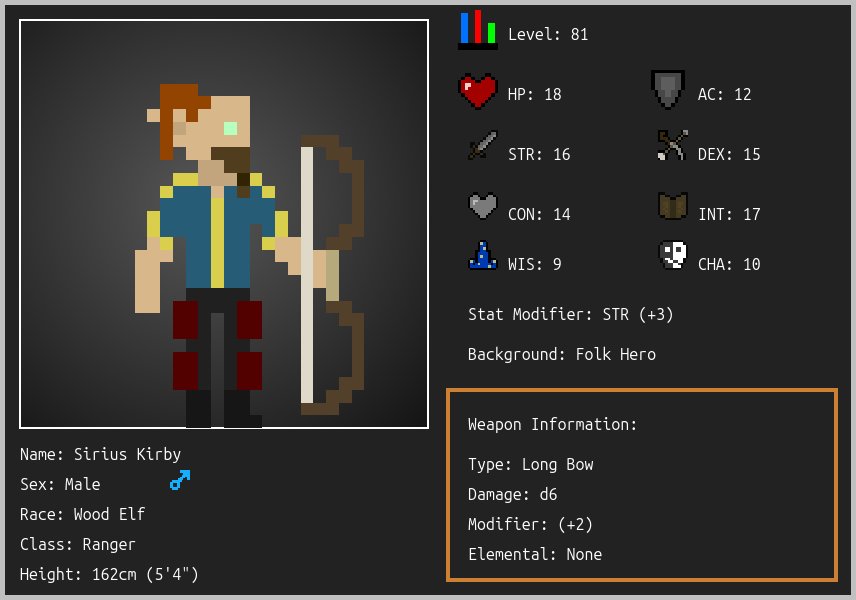 Level: 81
HP: 18
AC: 12
STR: 16
DEX: 15
CON: 14
INT: 17
WIS: 9
CHA: 10
Stat Modifier: STR (+3)
Background: Folk Hero
Weapon Information:
Type: Long Bow
Damage: d6
Modifier: (+2)
Elemental: None
Name: Sirius Kirby
Sex: Male
Race: Wood Elf
Class: Ranger
Height: 162cm (5'4")